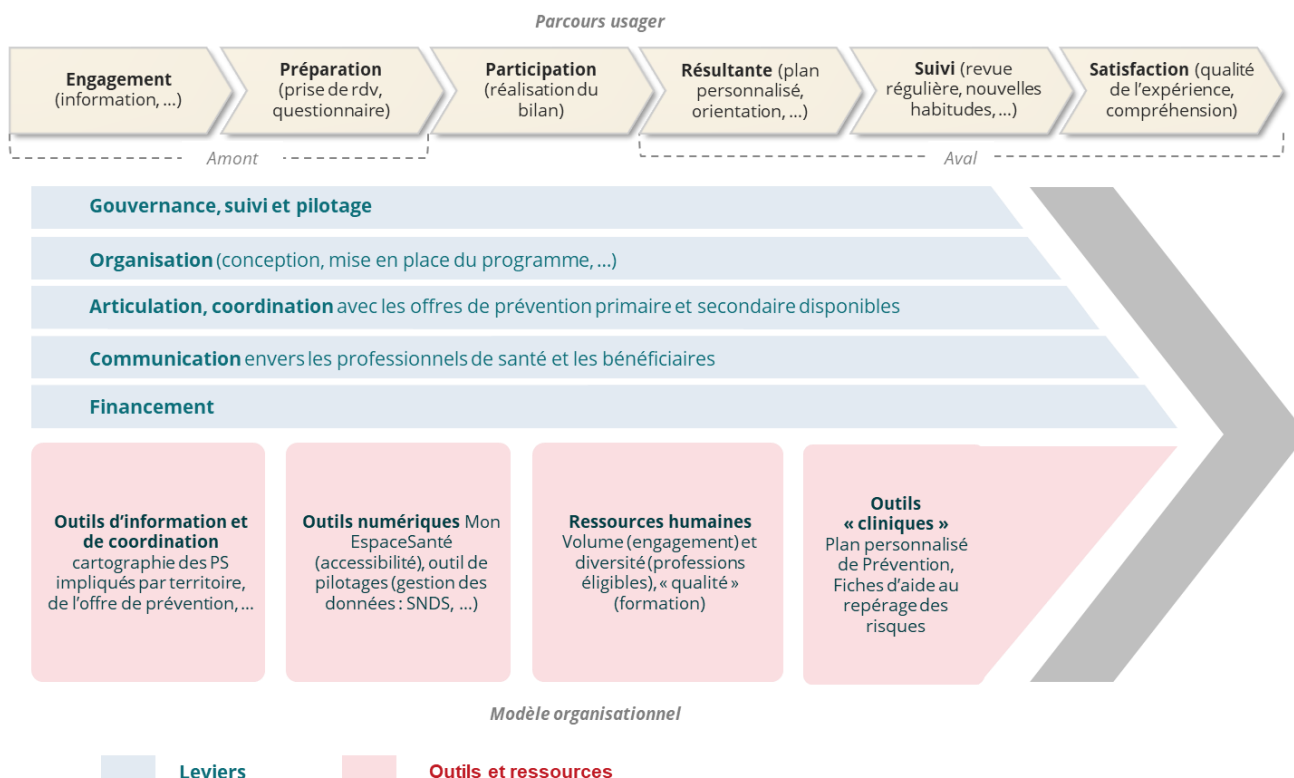 Parcours usager
Engagement
(information, ...)
Préparation
(prise de rdv,
questionnaire)
Participation
(réalisation du
bilan)
Résultante (plan
personnalisé,
orientation, ...)
Suivi (revue
régulière, nouvelles
habitudes, ...)
Satisfaction (qualité
de l'expérience,
compréhension)
Amont
Aval
Gouvernance, suivi et pilotage
Organisation (conception, mise en place du programme, ...)
Articulation, coordination avec les offres de prévention primaire et secondaire disponibles
Communication envers les professionnels de santé et les bénéficiaires
Financement
Outils d'information et
de coordination
cartographie des PS
impliqués par territoire,
de l'offre de prévention, ...
Outils numériques Mon
EspaceSanté
(accessibilité), outil de
pilotages (gestion des
données : SNDS, ...)
Ressources humaines
Volume (engagement) et
diversité (professions
éligibles), « qualité »
(formation)
Outils
« cliniques »
Plan personnalisé
de Prévention,
Fiches d'aide au
repérage des
risques
Modèle organisationnel
Leviers
Outils et ressources